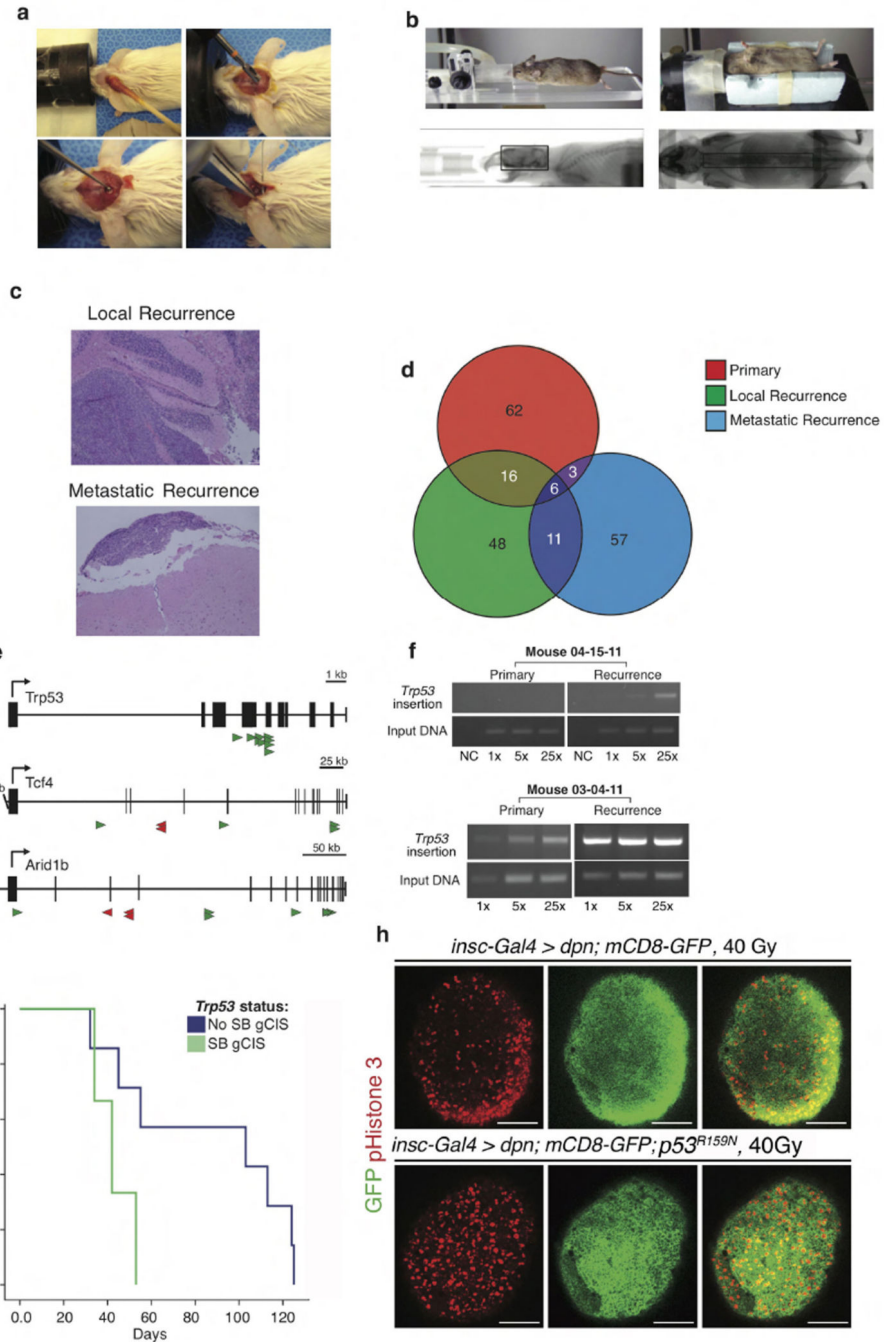 a
b
c
Local Recurrence
Metastatic Recurrence
d
Primary
Local Recurrence
Metastatic Recurrence
62
16
3
6
48
11
57
1 kb
Trp53
25 kb
Tcf4
50 kb
Arid1b
f
Mouse 04-15-11
Primary Recurrence
Trp53 insertion
Input DNA
NC 1x 5x 25x NC 1x 5x 25x
Mouse 03-04-11
Primary Recurrence
Trp53 insertion
Input DNA
1x 5x 25x 1x 5x 25x
Trp53 status:
No SB gCIS
SB gCIS
0.0 20 40 60 80 100 120
Days
h
insc-Gal4 > dpn; mCD8-GFP, 40 Gy
GFP pHistone 3
insc-Gal4 > dpn; mCD8-GFP; p53R159N, 40Gy